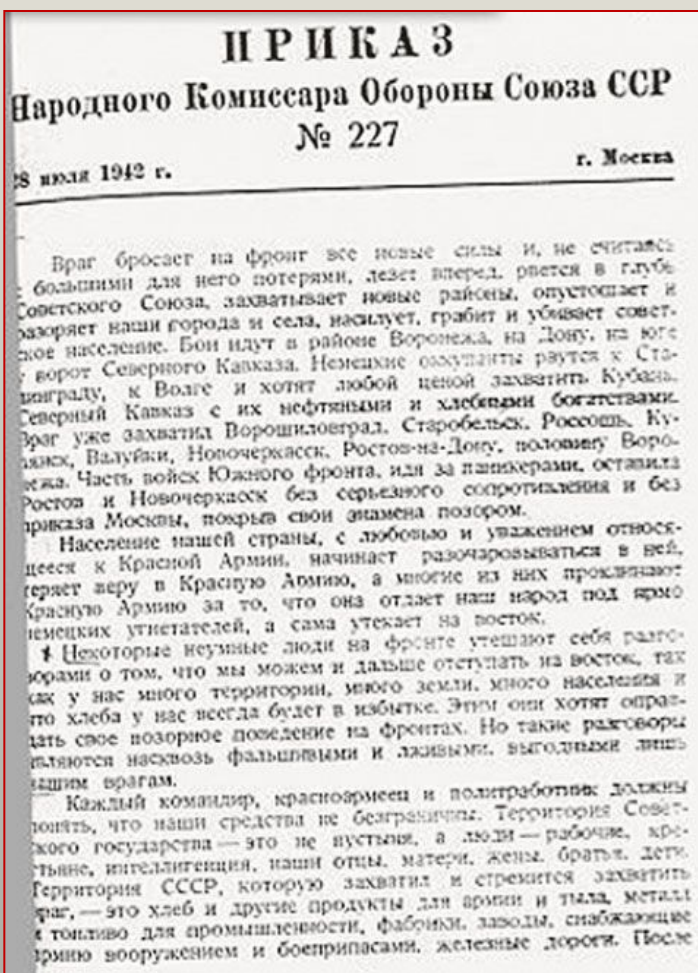 ПРИКАЗ
Народного Комиссара Обороны Союза ССР
№ 227
28 июля 1942 г. г. Москва
Враг бросает на фронт все новые силы и, не считаясь
с большими для него потерями, лезет вперед, рвется в глубь
Советского Союза, захватывает новые районы, опустошает и
разоряет наши города и села, насилует, грабит и убивает совет-
ское население. Бои идут в районе Воронежа, на Дону, на юге
у ворот Северного Кавказа. Немецкие оккупанты рвутся к Ста-
линграду, к Волге и хотят любой ценой захватить Кубань,
Северный Кавказ с их нефтяными и хлебными богатствами.
Враг уже захватил Ворошиловград, Старобельск, Россошь, Ку-
пянск, Валуйки, Новочеркасск, Ростов-на-Дону, половину Воро-
нежа. Часть войск Южного фронта, идя за паникерами, оставила
Ростов и Новочеркасск без серьезного сопротивления и без
приказа Москвы, покрыв свои знамена позором.
Население нашей страны, с любовью и уважением относя-
щееся к Красной Армии, начинает разочаровываться в ней,
теряет веру в Красную Армию, а многие из них проклинают
Красную Армию за то, что она отдает наш народ под ярмо
немецких угнетателей, а сама утекает на восток.
Некоторые неумные люди на фронте утешают себя разго-
ворами о том, что мы можем и дальше отступать на восток, так
как у нас много территории, много земли, много населения и
что хлеба у нас всегда будет в избытке. Этим они хотят оправ-
дать свое позорное поведение на фронтах. Но такие разговоры
являются насквозь фальшивыми и лживыми, выгодными лишь
нашим врагам.
Каждый командир, красноармеец и политработник должны
понять, что наши средства не безграничны. Территория Совет-
ского государства — это не пустыня, а люди — рабочие, кре-
стьяне, интеллигенция, наши отцы, матери, жены, братья, дети.
Территория СССР, которую захватил и стремится захватить
враг, — это хлеб и другие продукты для армии и тыла, металл
и топливо для промышленности, фабрики, заводы, снабжающие
армию вооружением и боеприпасами, железные дороги. После